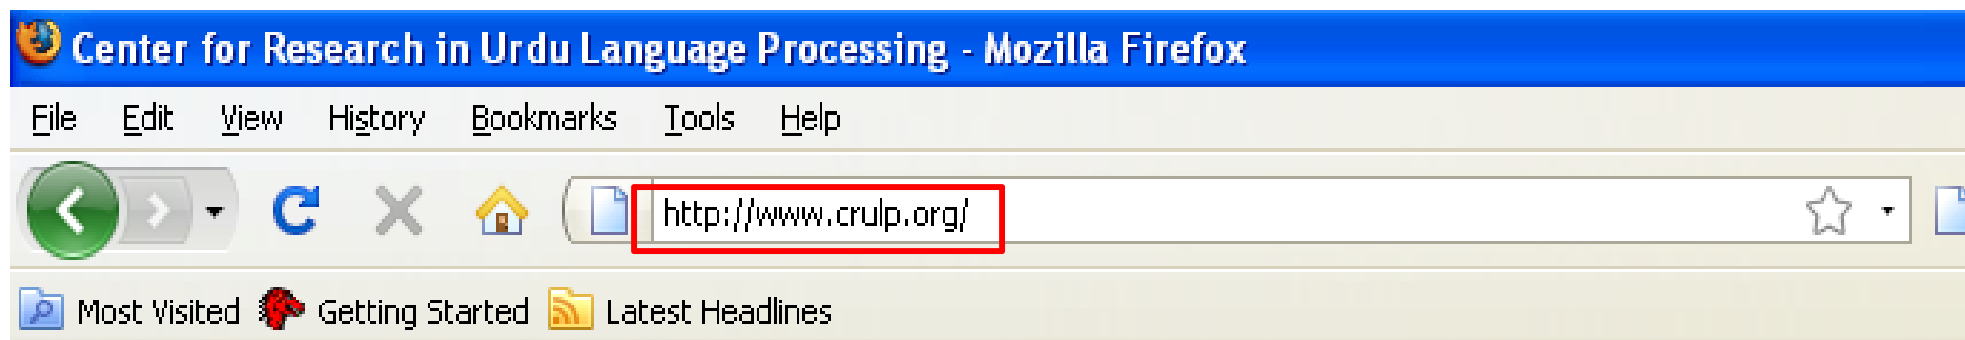 Center for Research in Urdu Language Processing - Mozilla Firefox
File Edit View History Bookmarks Tools Help
http://www.crulp.org/
Most Visited Getting Started Latest Headlines